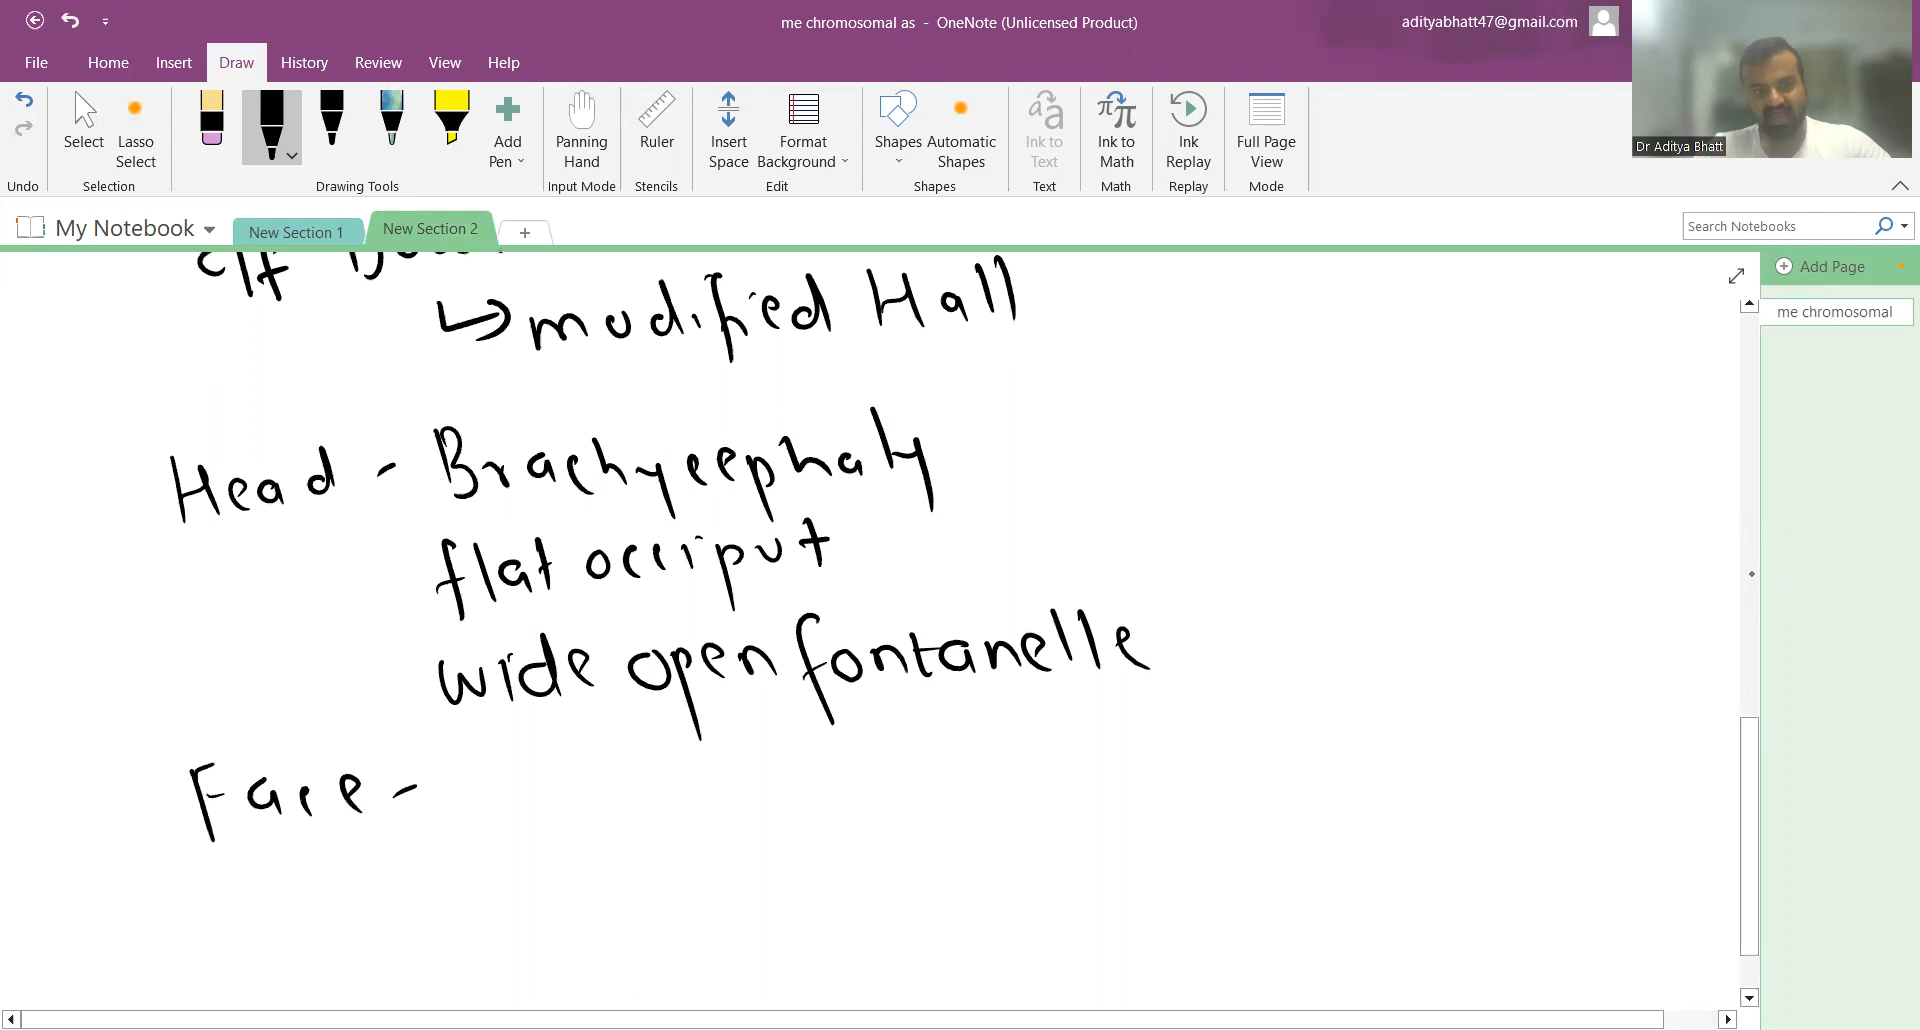 me chromosomal as - OneNote (Unlicensed Product)
adityabhatt47@gmail.com
File Home Insert Draw History Review View Help
Select
Lasso Select
Add Pen
Panning Hand
Ruler
Insert Space
Format Background
Shapes
Automatic Shapes
Ink to Text
Ink to Math
Ink Replay
Full Page View
Undo Selection Drawing Tools Input Mode Stencils Edit Shapes Text Math Replay Mode
Dr Aditya Bhatt
My Notebook New Section 1 New Section 2
Search Notebooks
Add Page
me chromosomal
modified Hall
Head - Brachycephaly
flat occiput
wide open fontanelle
Face -